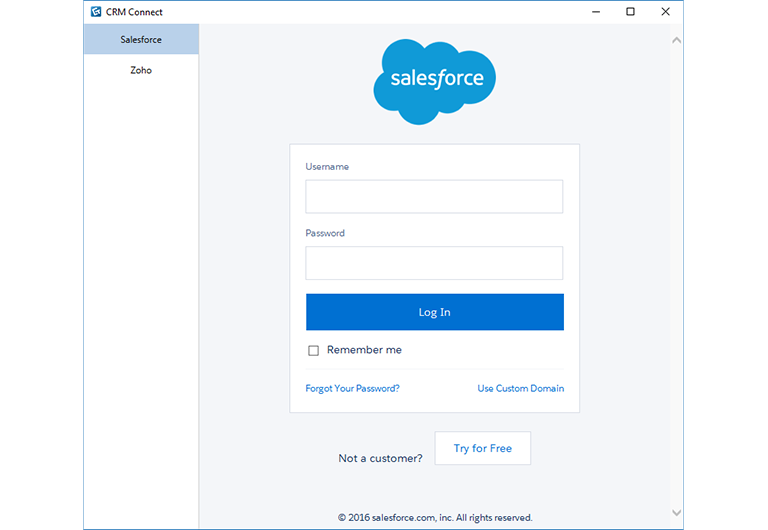 CRM Connect
Salesforce
Zoho
salesforce
Username
Password
Log In
Remember me
Forgot Your Password? Use Custom Domain
Not a customer? Try for Free
© 2016 salesforce.com, inc. All rights reserved.